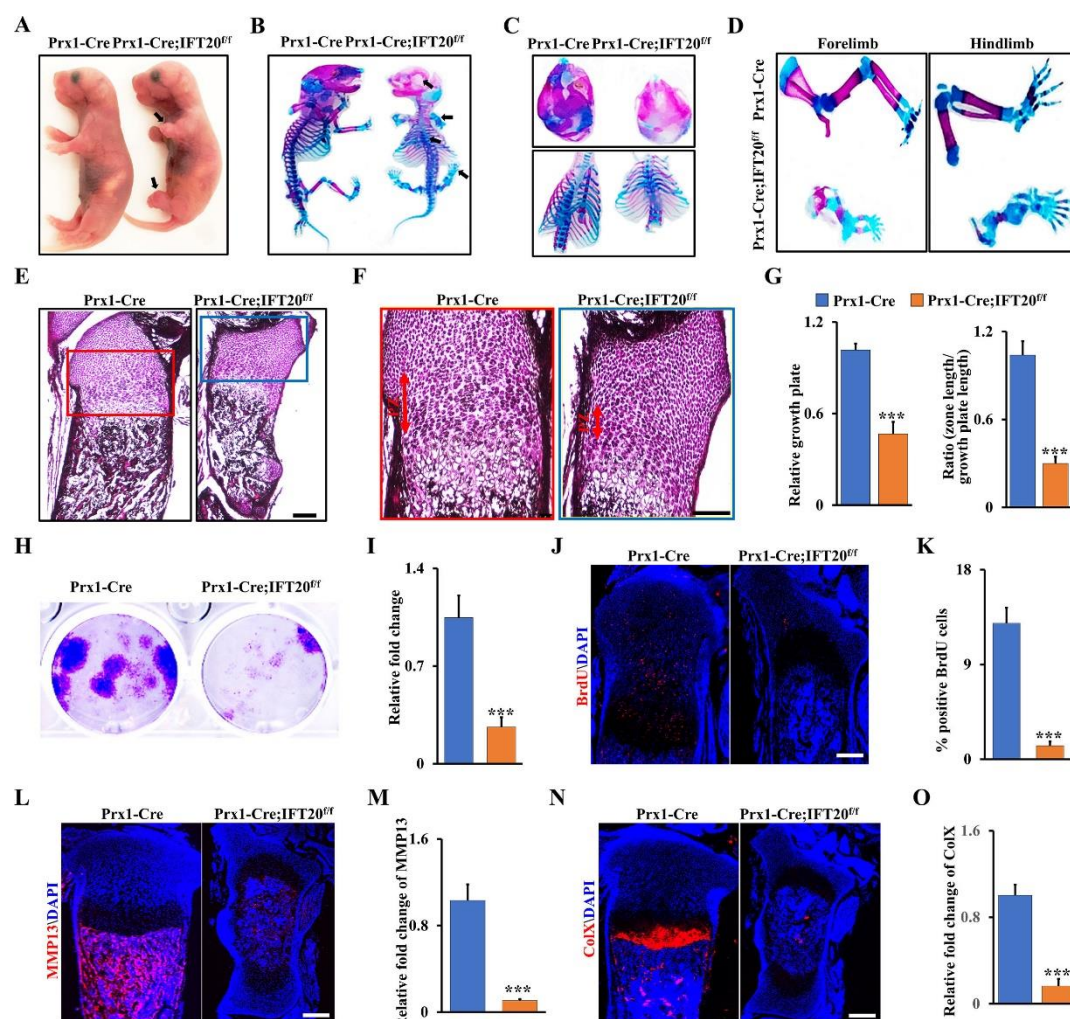 A
Prx1-Cre Prx1-Cre;IFT20f/f
B
Prx1-Cre Prx1-Cre;IFT20f/f
C
Prx1-Cre Prx1-Cre;IFT20f/f
D
Forelimb Hindlimb
Prx1-Cre
Prx1-Cre;IFT20f/f
E
Prx1-Cre Prx1-Cre;IFT20f/f
F
Prx1-Cre Prx1-Cre;IFT20f/f
PZ
G
Prx1-Cre Prx1-Cre;IFT20f/f
Relative growth plate
1.2
0.6
0
***
Ratio (zone length/
growth plate length)
1.2
0.6
0
***
H
Prx1-Cre Prx1-Cre;IFT20f/f
I
Relative fold change
1.4
0.7
0
***
J
Prx1-Cre Prx1-Cre;IFT20f/f
BrdU\DAPI
K
% positive BrdU cells
18
9
0
***
L
Prx1-Cre Prx1-Cre;IFT20f/f
MMP13\DAPI
M
Relative fold change of MMP13
1.6
0.8
0
***
N
Prx1-Cre Prx1-Cre;IFT20f/f
ColX\DAPI
O
Relative fold change of ColX
1.6
0.8
0
***